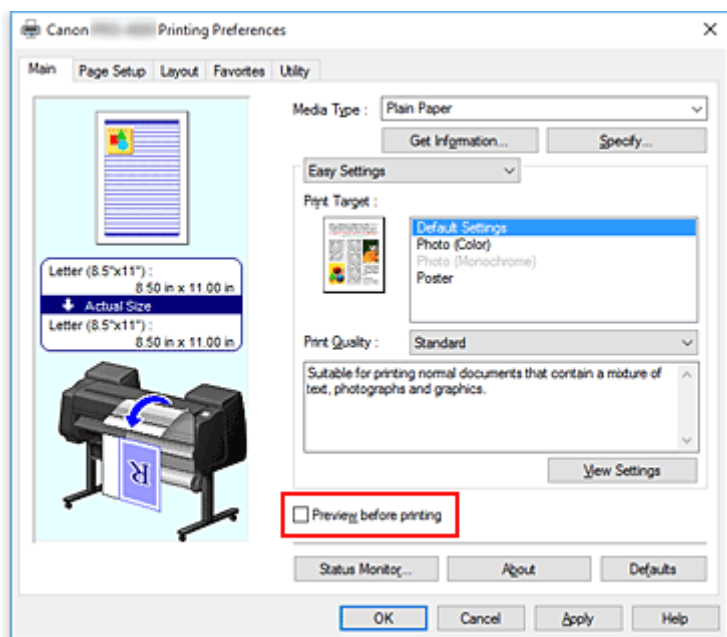 Canon Printing Preferences
Main Page Setup Layout Favorites Utility
Media Type : Plain Paper
Get Information... Specify...
Easy Settings
Print Target :
Default Settings
Photo (Color)
Photo (Monochrome)
Poster
Letter (8.5"x11") :
8.50 in x 11.00 in
Actual Size
Letter (8.5"x11") :
8.50 in x 11.00 in
R
Print Quality : Standard
Suitable for printing normal documents that contain a mixture of
text, photographs and graphics.
View Settings
Preview before printing
Status Monitor... About Defaults
OK Cancel Apply Help